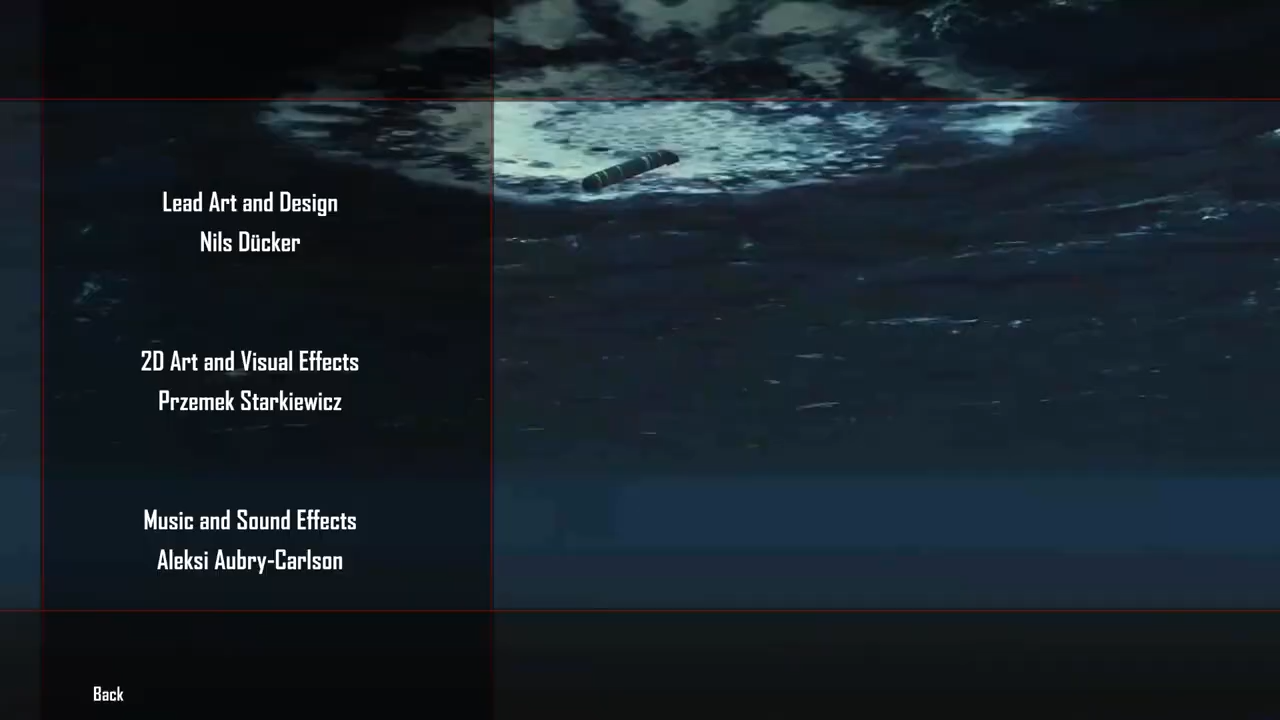 Lead Art and Design
Nils Dücker
2D Art and Visual Effects
Przemek Starkiewicz
Music and Sound Effects
Aleksi Aubry-Carlson
Back